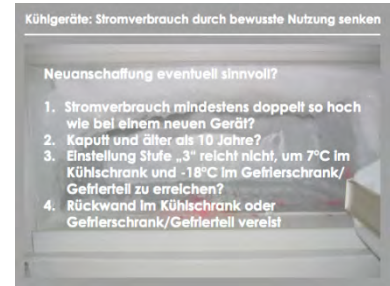 Kühlgeräte: Stromverbrauch durch bewusste Nutzung senken
Neuanschaffung eventuell sinnvoll?
1. Stromverbrauch mindestens doppelt so hoch
wie bei einem neuen Gerät?
2. Kaputt und älter als 10 Jahre?
3. Einstellung Stufe „3“ reicht nicht, um 7°C im
Kühlschrank und -18°C im Gefrierschrank/
Gefrierteil zu erreichen?
4. Rückwand im Kühlschrank oder
Gefrierschrank/Gefrierteil vereist